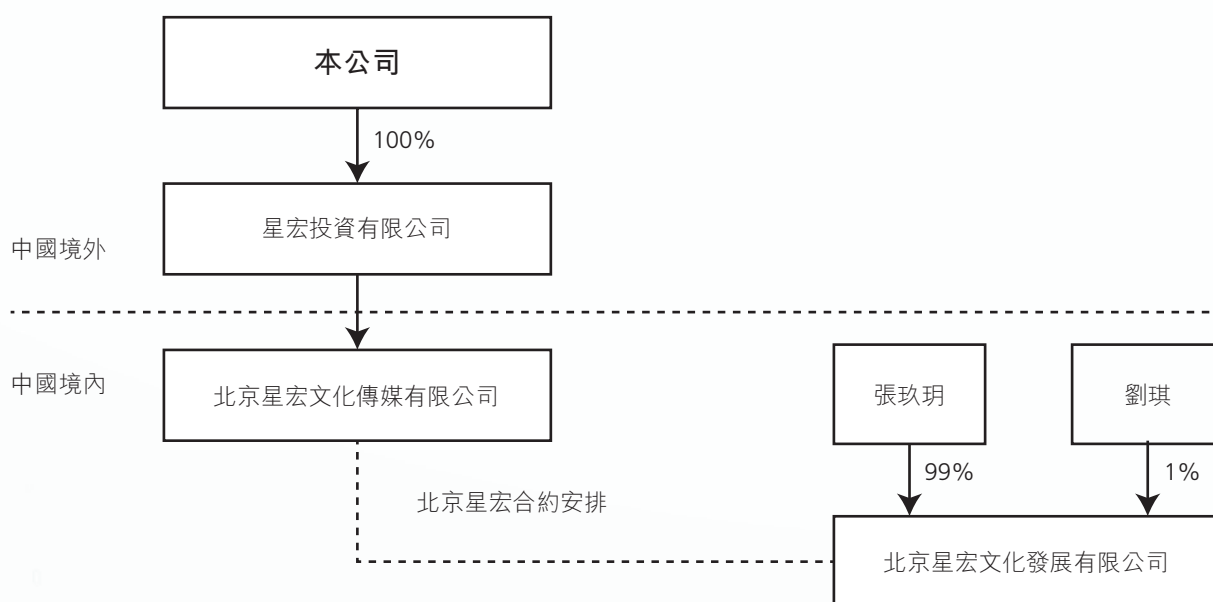 本公司
100%
星宏投資有限公司
中國境外
中國境內
北京星宏文化傳媒有限公司
張玖玥
劉琪
99%
1%
北京星宏合約安排
北京星宏文化發展有限公司